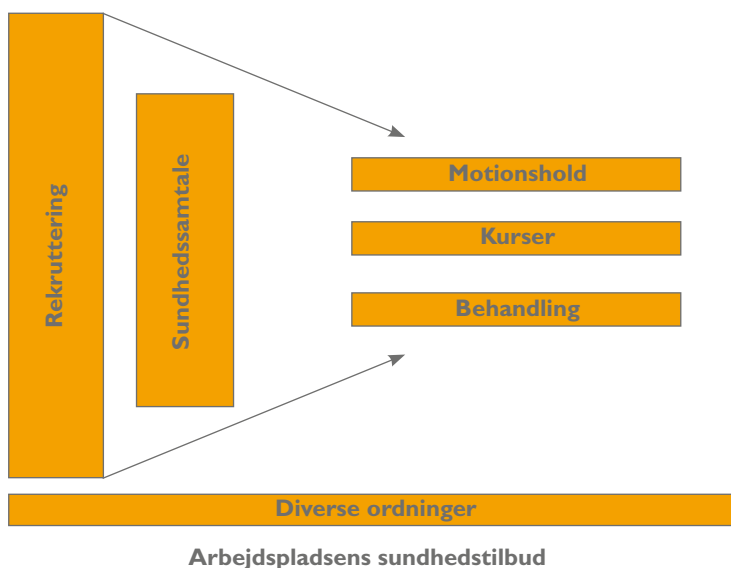 Rekruttering
Sundhedssamtale
Motionshold
Kurser
Behandling
Diverse ordninger
Arbejdspladsens sundhedstilbud